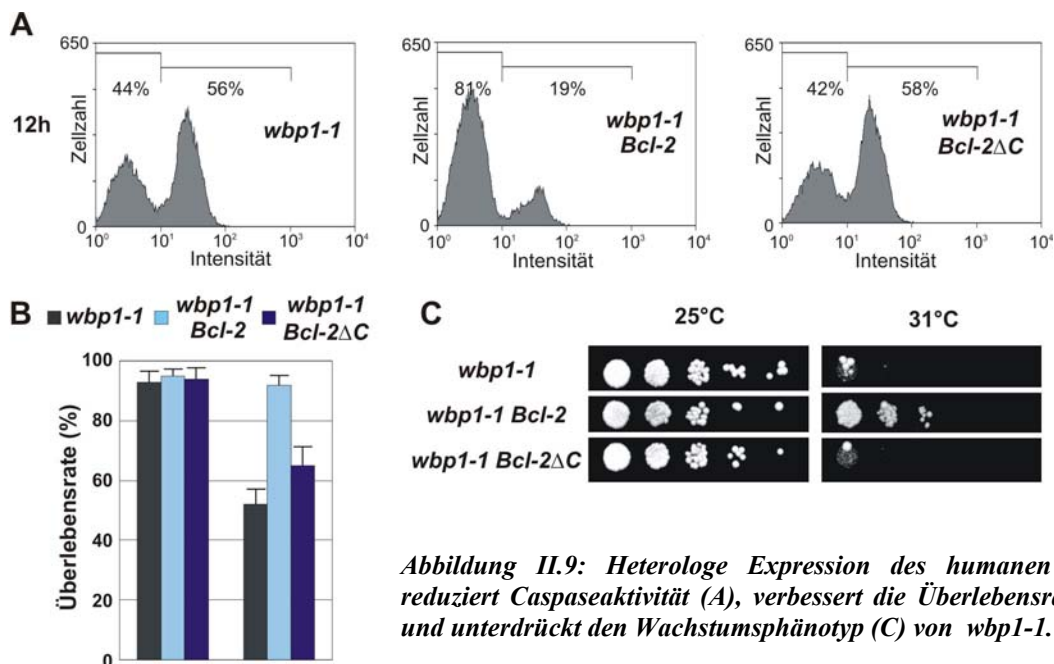 A
12h
650
44%
56%
wbp1-1
Zellzahl
0
10⁰ 10¹ 10² 10³ 10⁴
Intensität
650
81%
19%
wbp1-1
Bcl-2
Zellzahl
0
10⁰ 10¹ 10² 10³ 10⁴
Intensität
650
42%
58%
wbp1-1
Bcl-2ΔC
Zellzahl
0
10⁰ 10¹ 10² 10³ 10⁴
Intensität
B
wbp1-1
wbp1-1
Bcl-2
wbp1-1
Bcl-2ΔC
Überlebensrate (%)
100
80
60
40
20
0
C
25°C
31°C
wbp1-1
wbp1-1 Bcl-2
wbp1-1 Bcl-2ΔC
Abbildung II.9: Heterologe Expression des humanen
reduziert Caspaseaktivität (A), verbessert die
und unterdrückt den Wachstumsphänotyp (C) von wbp1-1.